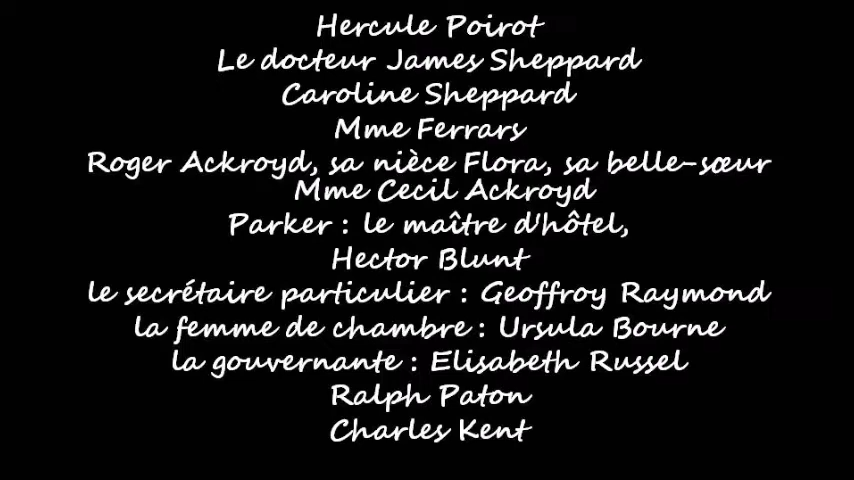 Hercule Poirot
Le docteur James Sheppard
Caroline Sheppard
Mme Ferrars
Roger Ackroyd, sa nièce Flora, sa belle-sœur
Mme Cecil Ackroyd
Parker : le maître d'hôtel,
Hector Blunt
le secrétaire particulier : Geoffroy Raymond
la femme de chambre : Ursula Bourne
la gouvernante : Elisabeth Russel
Ralph Paton
Charles Kent